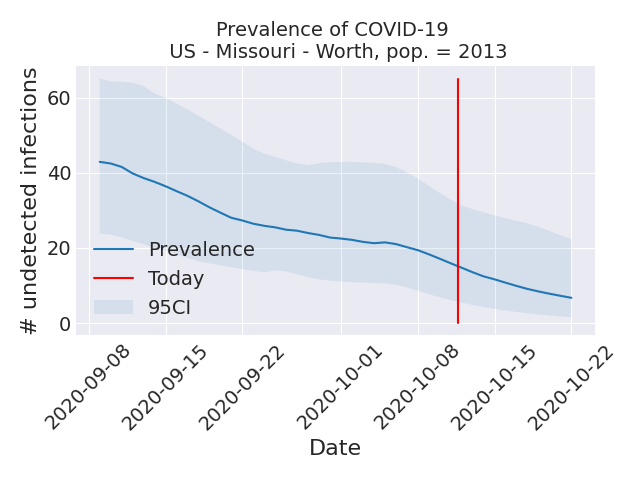 Prevalence of COVID-19
US - Missouri - Worth, pop. = 2013
# undetected infections
60
40
20
0
Prevalence
Today
95CI
2020-09-08
2020-09-15
2020-09-22
2020-10-01
2020-10-08
2020-10-15
2020-10-22
Date